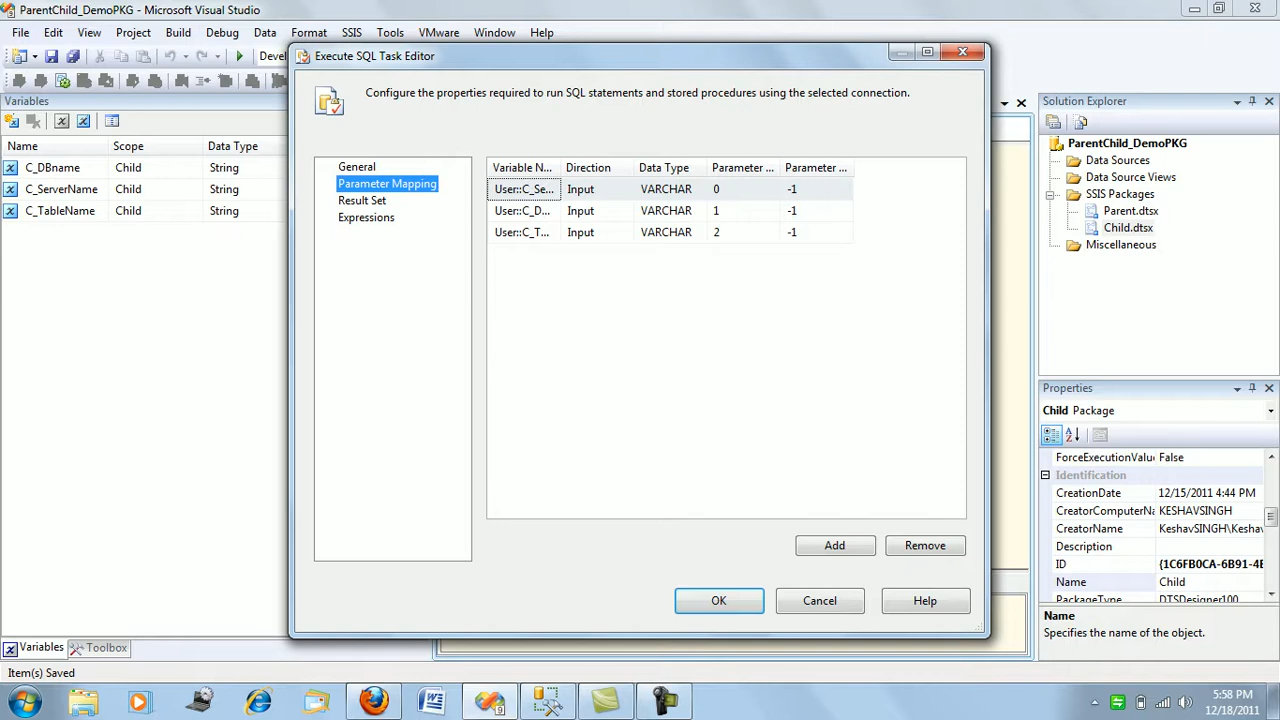 ParentChild_DemoPKG - Microsoft Visual Studio
File Edit View Project Build Debug Data Format SSIS Tools VMware Window Help
Devel
Variables
Name Scope Data Type
C_DBname Child String
C_ServerName Child String
C_TableName Child String
Variables Toolbox
Item(s) Saved
Execute SQL Task Editor
Configure the properties required to run SQL statements and stored procedures using the selected connection.
General
Parameter Mapping
Result Set
Expressions
Variable N... Direction Data Type Parameter ... Parameter ...
User::C_Se... Input VARCHAR 0 -1
User::C_D... Input VARCHAR 1 -1
User::C_T... Input VARCHAR 2 -1
Add Remove
OK Cancel Help
Solution Explorer
ParentChild_DemoPKG
Data Sources
Data Source Views
SSIS Packages
Parent.dtsx
Child.dtsx
Miscellaneous
Properties
Child Package
ForceExecutionValu False
Identification
CreationDate 12/15/2011 4:44 PM
CreatorComputerNa KESHAVSINGH
CreatorName KeshavSINGH\Kesha
Description
ID {1C6FB0CA-6B91-4E
Name Child
PackageType DTSDesigner100
Name
Specifies the name of the object.
5:58 PM
12/18/2011